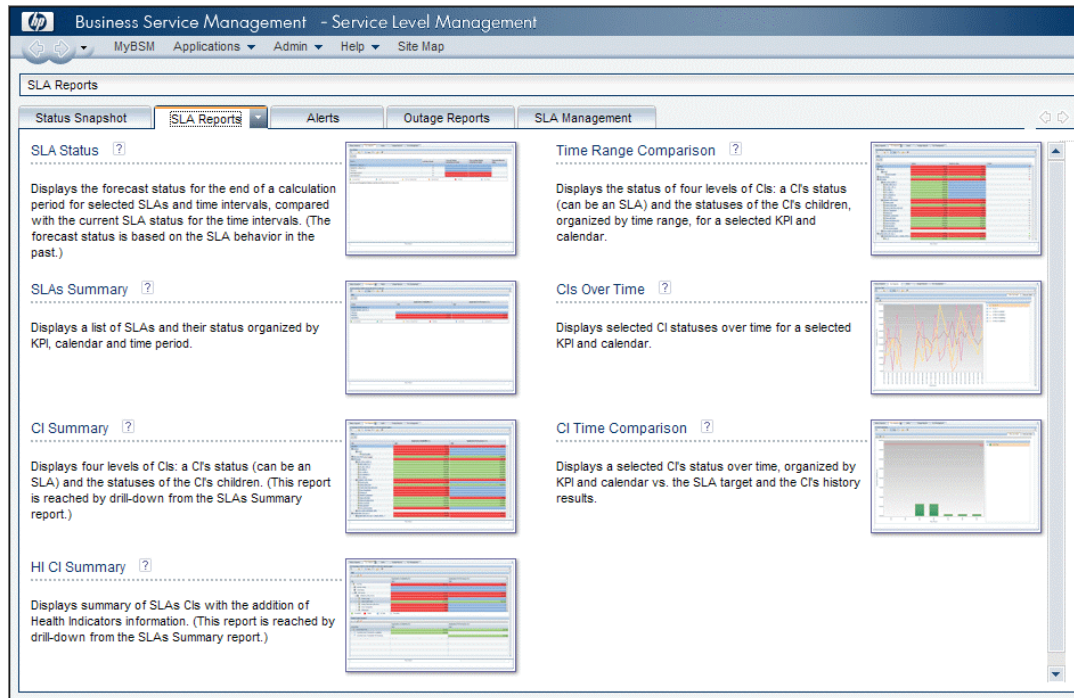 hp Business Service Management - Service Level Management
MyBSM Applications Admin Help Site Map
SLA Reports
Status Snapshot SLA Reports Alerts Outage Reports SLA Management
SLA Status ?
Displays the forecast status for the end of a calculation
period for selected SLAs and time intervals, compared
with the current SLA status for the time intervals. (The
forecast status is based on the SLA behavior in the
past.)
Time Range Comparison ?
Displays the status of four levels of CIs: a CI's status
(can be an SLA) and the statuses of the CI's children,
organized by time range, for a selected KPI and
calendar.
SLAs Summary ?
Displays a list of SLAs and their status organized by
KPI, calendar and time period.
CIs Over Time ?
Displays selected CI statuses over time for a selected
KPI and calendar.
CI Summary ?
Displays four levels of CIs: a CI's status (can be an
SLA) and the statuses of the CI's children. (This report
is reached by drill-down from the SLAs Summary
report.)
CI Time Comparison ?
Displays a selected CI's status over time, organized by
KPI and calendar vs. the SLA target and the CI's history
results.
HI CI Summary ?
Displays summary of SLAs CIs with the addition of
Health Indicators information. (This report is reached by
drill-down from the SLAs Summary report.)